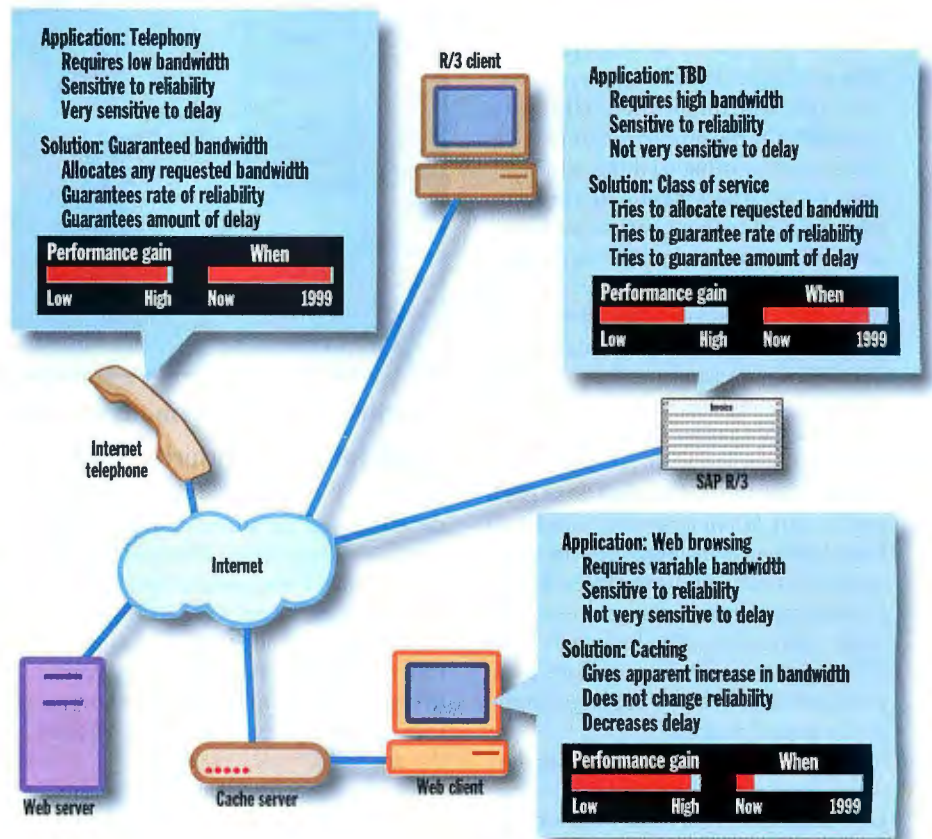 Application: Telephony
Requires low bandwidth
Sensitive to reliability
Very sensitive to delay
Solution: Guaranteed bandwidth
Allocates any requested bandwidth
Guarantees rate of reliability
Guarantees amount of delay
Performance gain When
Low High Now 1999
R/3 client
Application: TBD
Requires high bandwidth
Sensitive to reliability
Not very sensitive to delay
Solution: Class of service
Tries to allocate requested bandwidth
Tries to guarantee rate of reliability
Tries to guarantee amount of delay
Performance gain When
Low High Now 1999
Internet
telephone
Invoice
SAP R/3
Internet
Application: Web browsing
Requires variable bandwidth
Sensitive to reliability
Not very sensitive to delay
Solution: Caching
Gives apparent increase in bandwidth
Does not change reliability
Decreases delay
Performance gain When
Low High Now 1999
Web server
Cache server
Web client